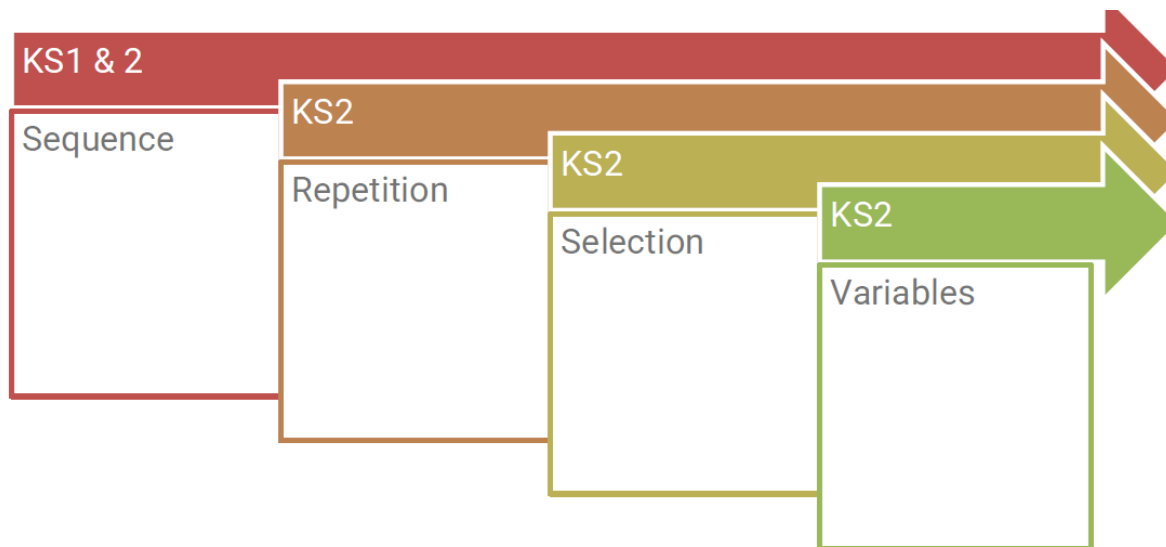 KS1 & 2
Sequence
KS2
Repetition
KS2
Selection
KS2
Variables